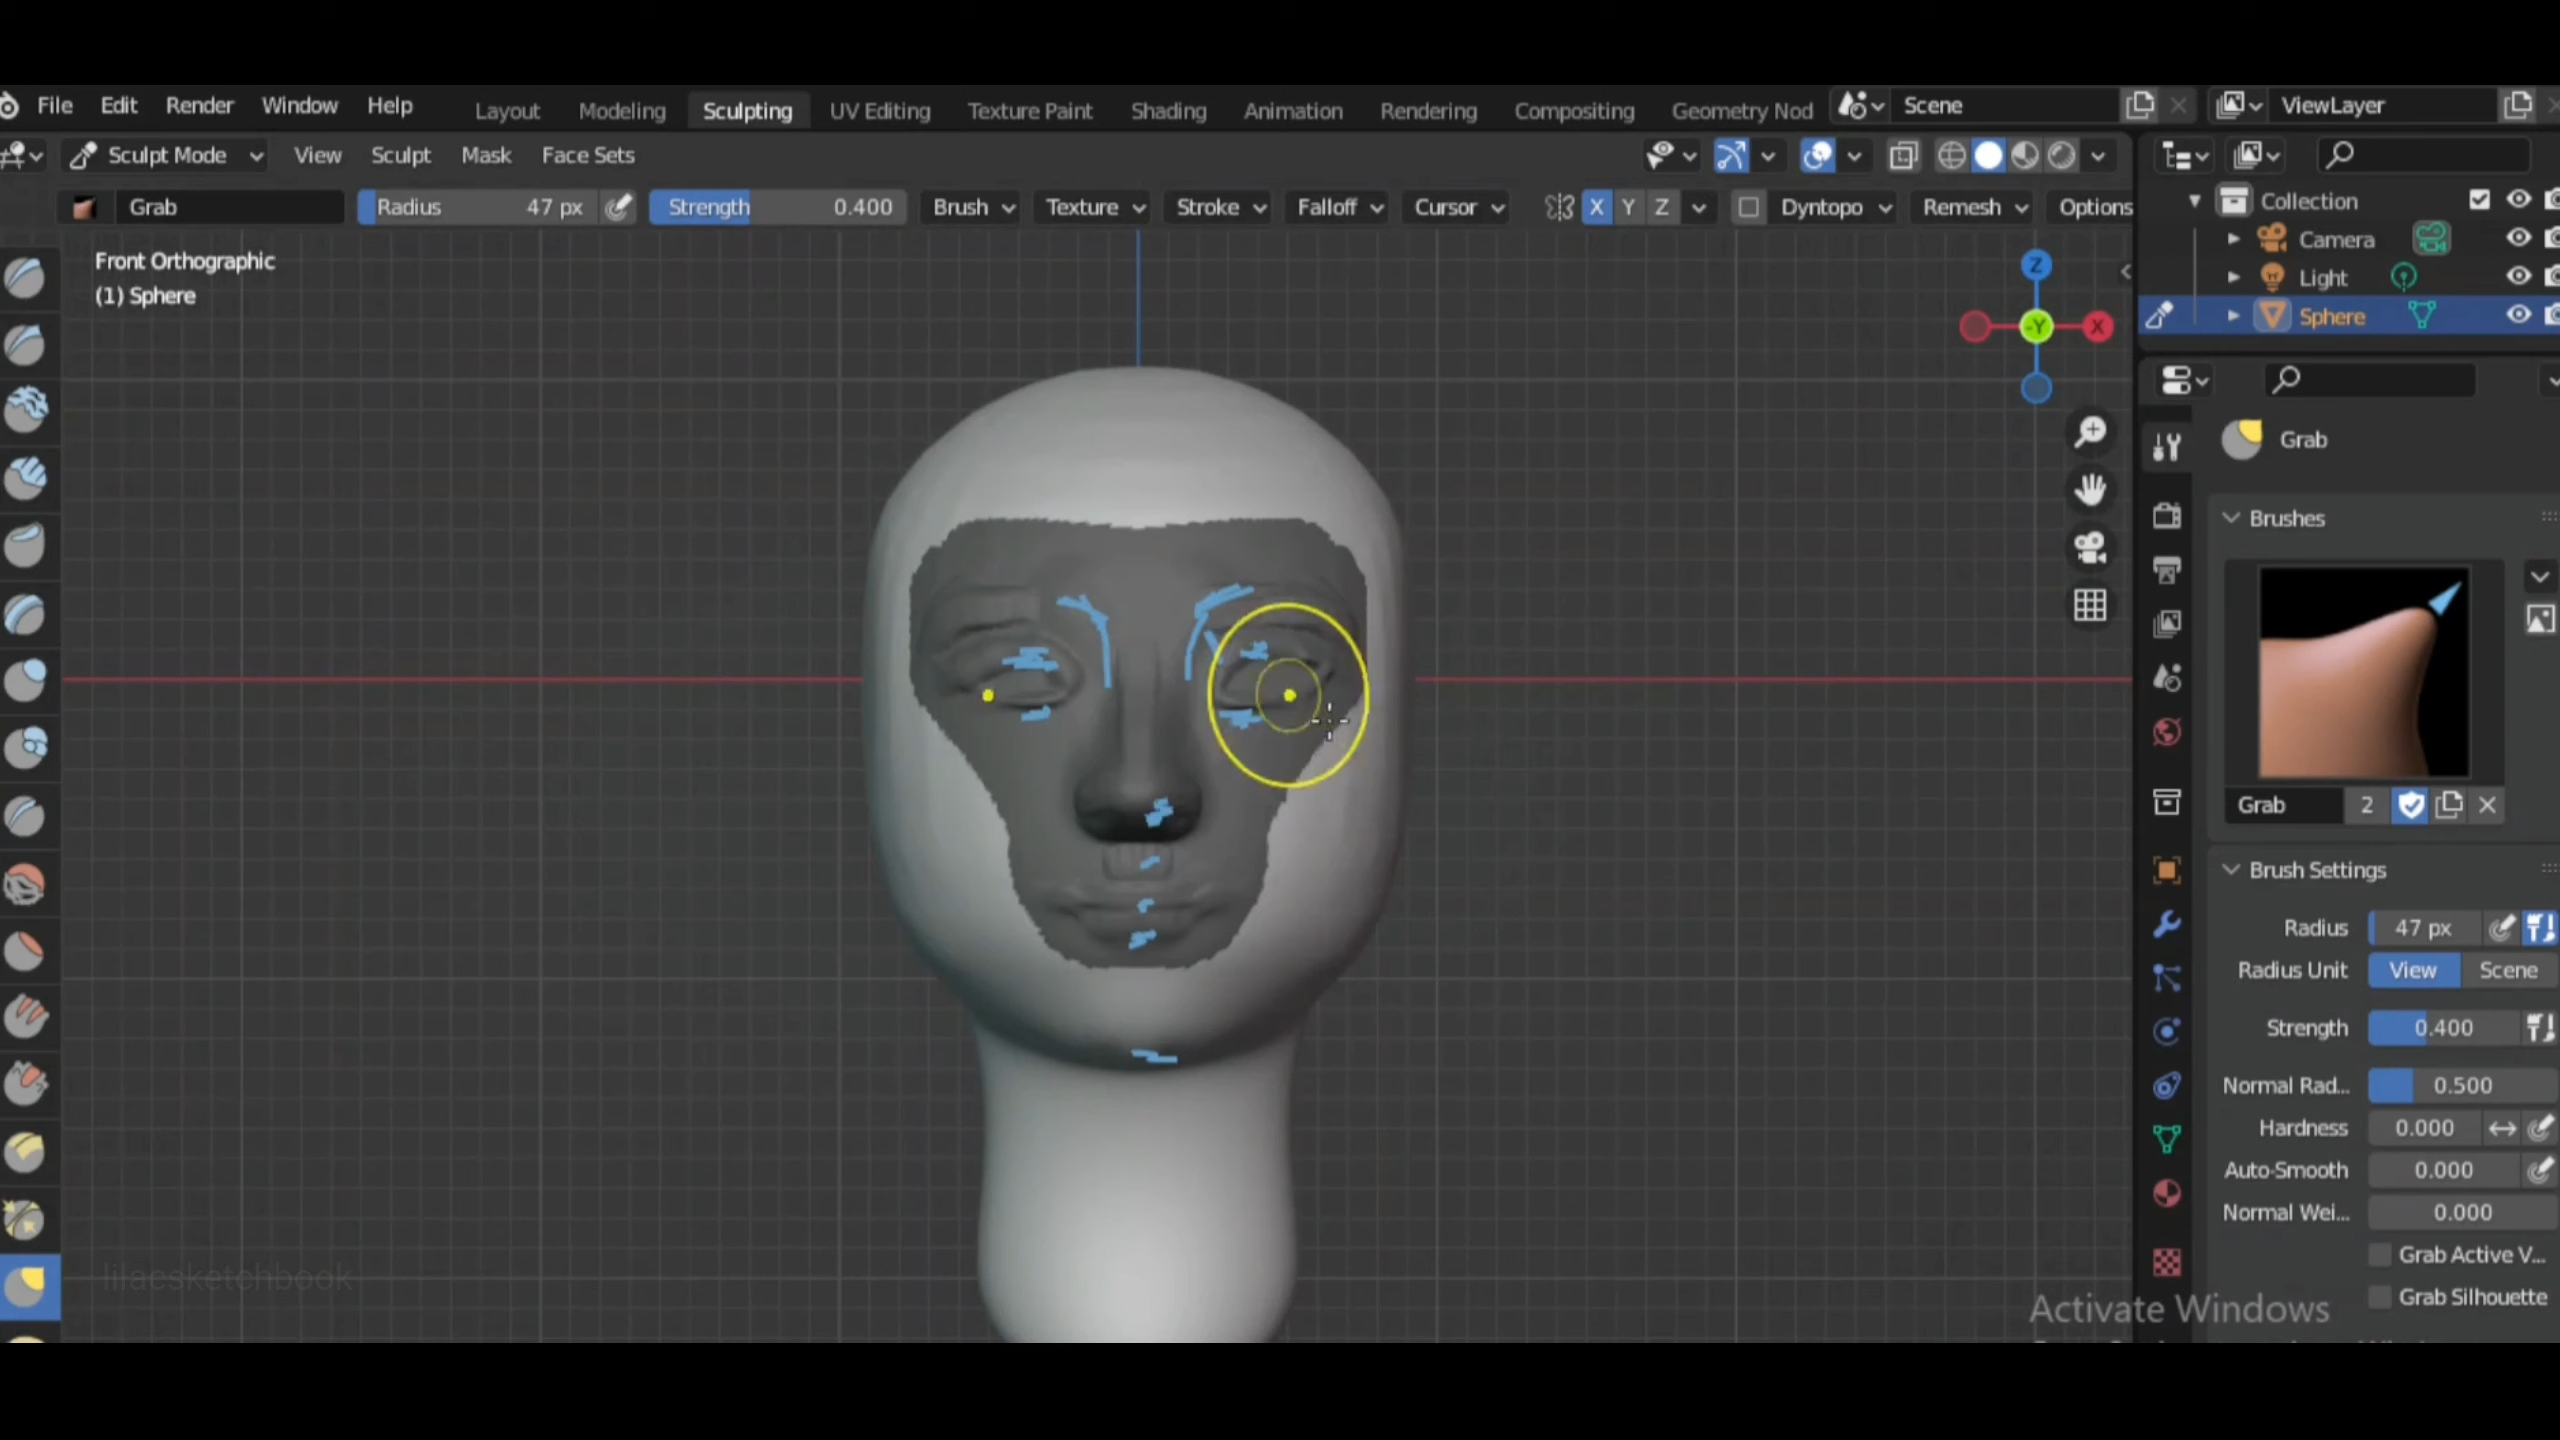 File Edit Render Window Help Layout Modeling Sculpting UV Editing Texture Paint Shading Animation Rendering Compositing Geometry Nod Scene ViewLayer
Sculpt Mode View Sculpt Mask Face Sets
Grab Radius 47 px Strength 0.400 Brush Texture Stroke Falloff Cursor X Y Z Dyntopo Remesh Options
Front Orthographic
(1) Sphere
Z
-Y
X
Collection
Camera
Light
Sphere
Grab
Brushes
Grab 2
Brush Settings
Radius 47 px
Radius Unit View Scene
Strength 0.400
Normal Rad... 0.500
Hardness 0.000
Auto-Smooth 0.000
Normal Wei... 0.000
Grab Active V...
Grab Silhouette
lilacsketchbook
Activate Windows